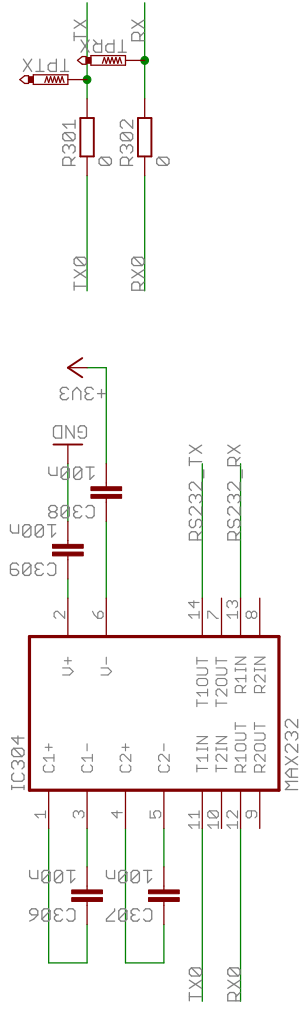 TX
RX
TPTX
TPRX
R301
0
R302
0
TX0
RX0
+3V3
GND
100n
C309
100n
C308
RS232_TX
RS232_RX
2
6
14
7
13
8
IC304
V+
V-
T1OUT
T2OUT
R1IN
R2IN
C1+
C1-
C2+
C2-
T1IN
T2IN
R1OUT
R2OUT
MAX232
1
3
4
5
11
10
12
9
100n
C306
100n
C307
TX0
RX0